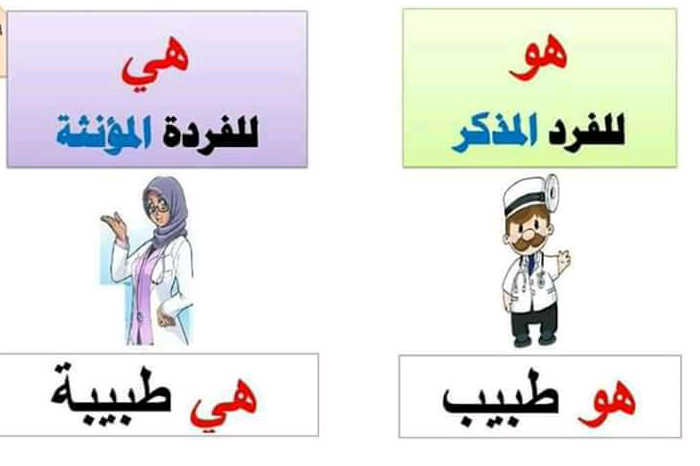 هو
للفرد المذكر
هو طبيب
هي
للفردة المؤنثة
هي طبيبة